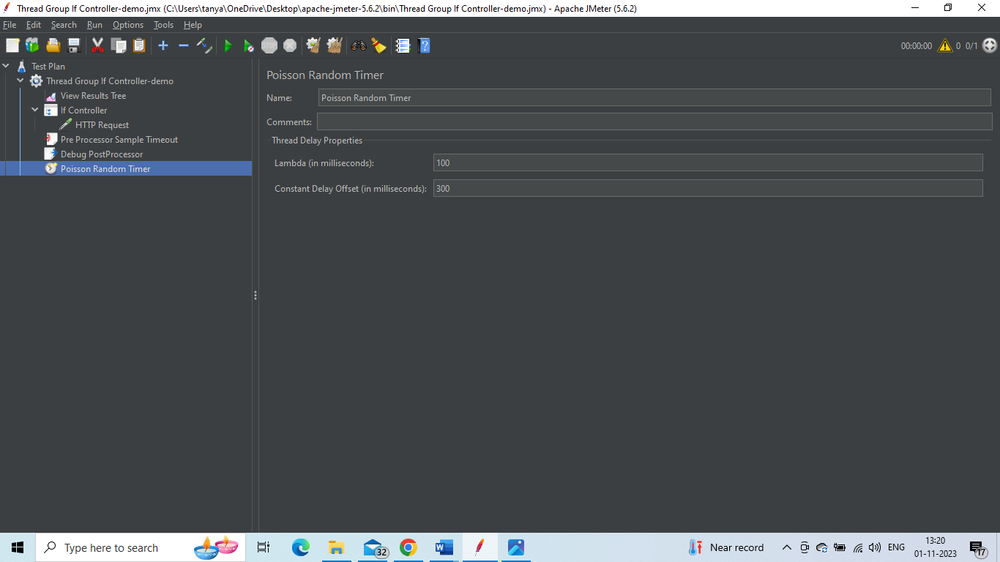 Thread Group If Controller-demo.jmx (C:\Users\tanya\OneDrive\Desktop\apache-jmeter-5.6.2\bin\Thread Group If Controller-demo.jmx) - Apache JMeter (5.6.2)
File Edit Search Run Options Tools Help
STOP 00:00:00 0 0/1
Test Plan
Thread Group If Controller-demo
View Results Tree
If Controller
HTTP Request
Pre Processor Sample Timeout
Debug PostProcessor
Poisson Random Timer
Poisson Random Timer
Name: Poisson Random Timer
Comments:
Thread Delay Properties
Lambda (in milliseconds): 100
Constant Delay Offset (in milliseconds): 300
Type here to search
32
Near record
ENG
13:20
01-11-2023
17